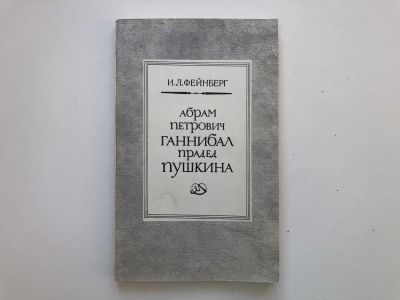 И.Л.ФЕЙНБЕРГ
АБРАМ
ПЕТРОВИЧ
ГАННИБАЛ
ПРАДЕД
ПУШКИНА